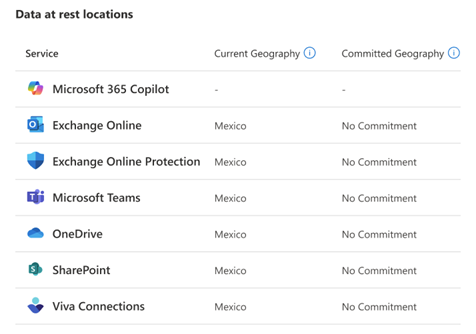 Data at rest locations
Service Current Geography Committed Geography
Microsoft 365 Copilot - -
Exchange Online Mexico No Commitment
Exchange Online Protection Mexico No Commitment
Microsoft Teams Mexico No Commitment
OneDrive Mexico No Commitment
SharePoint Mexico No Commitment
Viva Connections Mexico No Commitment